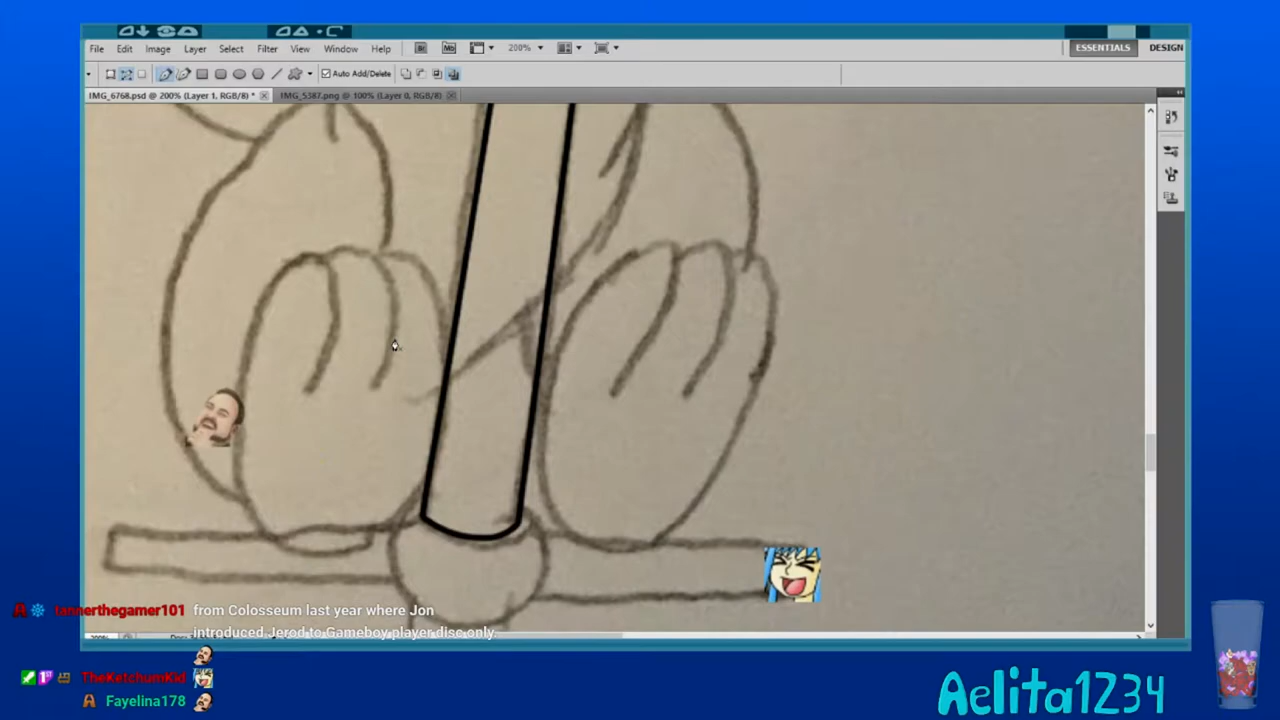 File Edit Image Layer Select Filter View Window Help Br Mb 200% ESSENTIALS DESIGN
Auto Add/Delete
IMG_6768.psd @ 200% (Layer 1, RGB/8) * IMG_5387.png @ 100% (Layer 0, RGB/8)
tannerthegamer101 from Colosseum last year where Jon
introduced Jerod to Gameboy player disc only.
TheKetchumKid
Fayelina178
Aelita1234